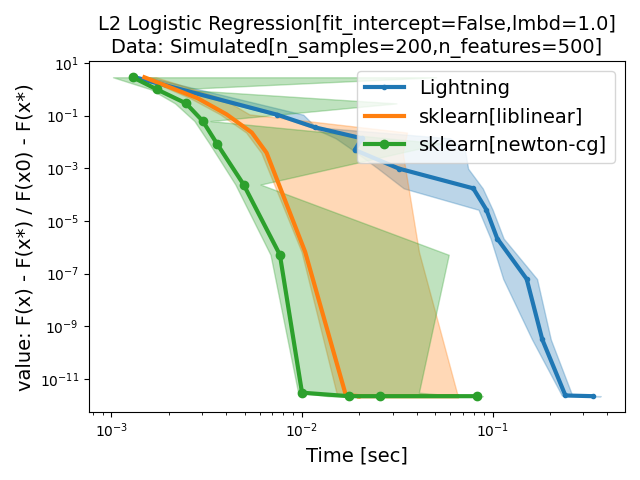 L2 Logistic Regression[fit_intercept=False,lmbd=1.0]
Data: Simulated[n_samples=200,n_features=500]
value: F(x) - F(x*) / F(x0) - F(x*)
10¹
10⁻¹
10⁻³
10⁻⁵
10⁻⁷
10⁻⁹
10⁻¹¹
Lightning
sklearn[liblinear]
sklearn[newton-cg]
10⁻³
10⁻²
10⁻¹
Time [sec]